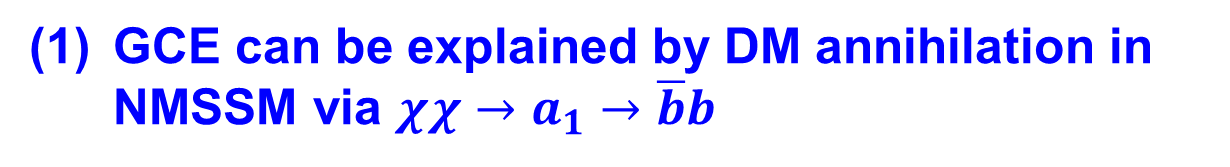 (1) GCE can be explained by DM annihilation in
NMSSM via χχ → a₁ → b̅b